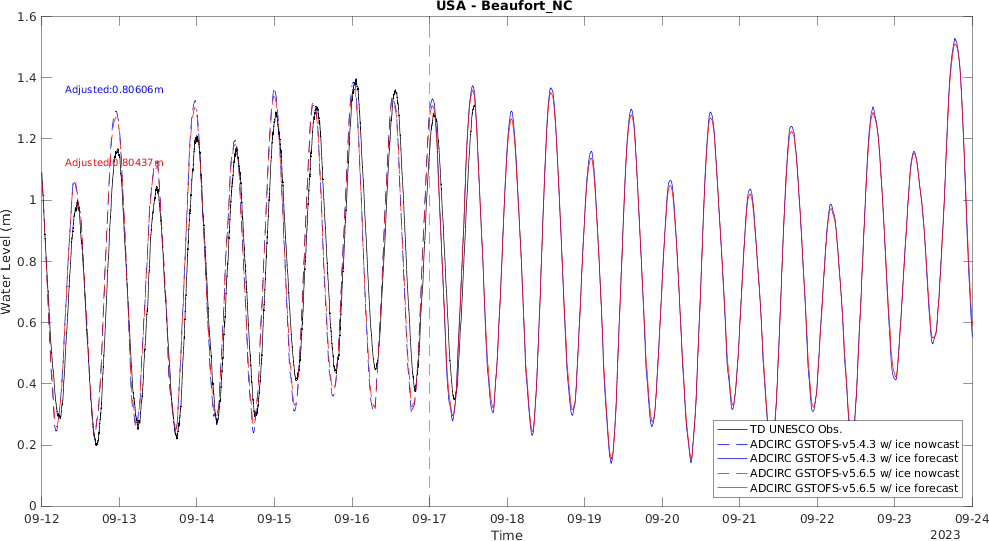 USA - Beaufort_NC
1.6
1.4
1.2
1
0.8
0.6
0.4
0.2
0
Water Level (m)
Adjusted:0.80606m
Adjusted:0.80437m
TD UNESCO Obs.
ADCIRC GSTOFS-v5.4.3 w/ ice nowcast
ADCIRC GSTOFS-v5.4.3 w/ ice forecast
ADCIRC GSTOFS-v5.6.5 w/ ice nowcast
ADCIRC GSTOFS-v5.6.5 w/ ice forecast
09-12 09-13 09-14 09-15 09-16 09-17 09-18 09-19 09-20 09-21 09-22 09-23 09-24
Time
2023